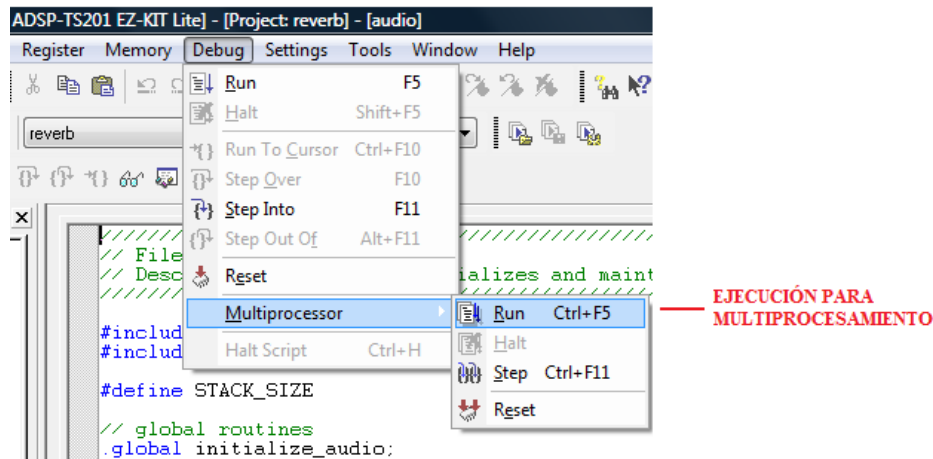 ADSP-TS201 EZ-KIT Lite] - [Project: reverb] - [audio]
Register Memory Debug Settings Tools Window Help
Run F5
Halt Shift+F5
reverb
Run To Cursor Ctrl+F10
Step Over F10
Step Into F11
Step Out Of Alt+F11
Reset
Multiprocessor
Halt Script Ctrl+H
Run Ctrl+F5
Halt
Step Ctrl+F11
Reset
EJECUCIÓN PARA
MULTIPROCESAMIENTO
// File
// Desc ializes and maint
#includ
#includ
#define STACK_SIZE
// global routines
.global initialize_audio;